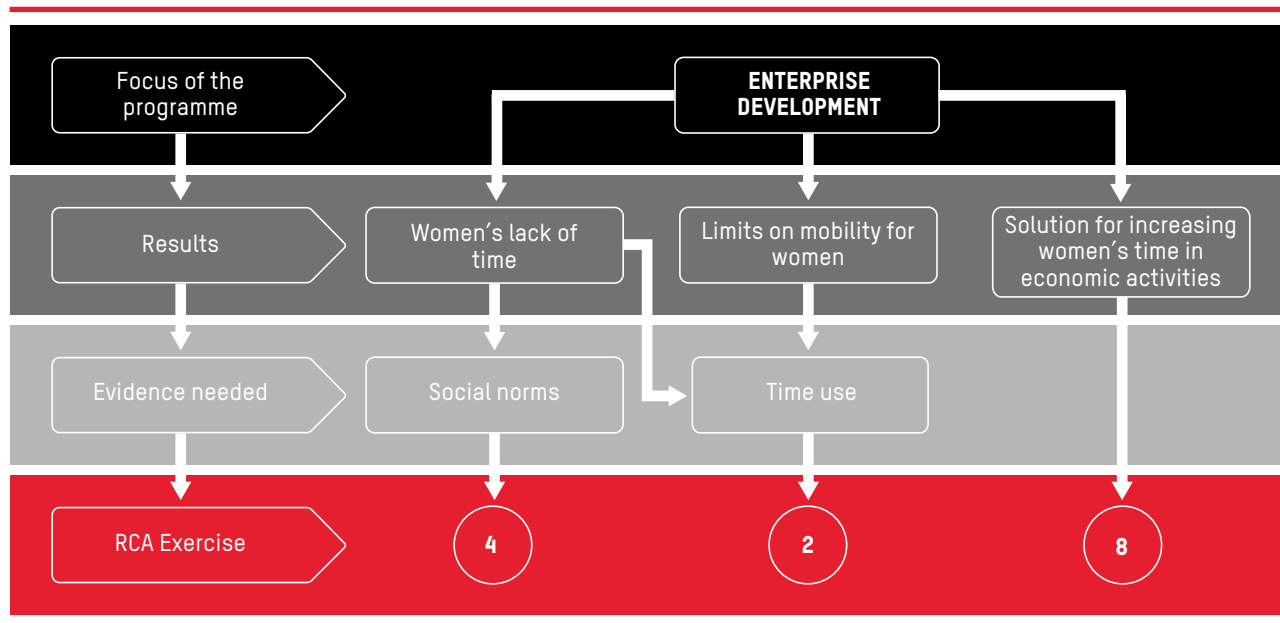 Focus of the
programme
ENTERPRISE
DEVELOPMENT
Results
Women's lack of
time
Limits on mobility for
women
Solution for increasing
women's time in
economic activities
Evidence needed
Social norms
Time use
RCA Exercise
4
2
8